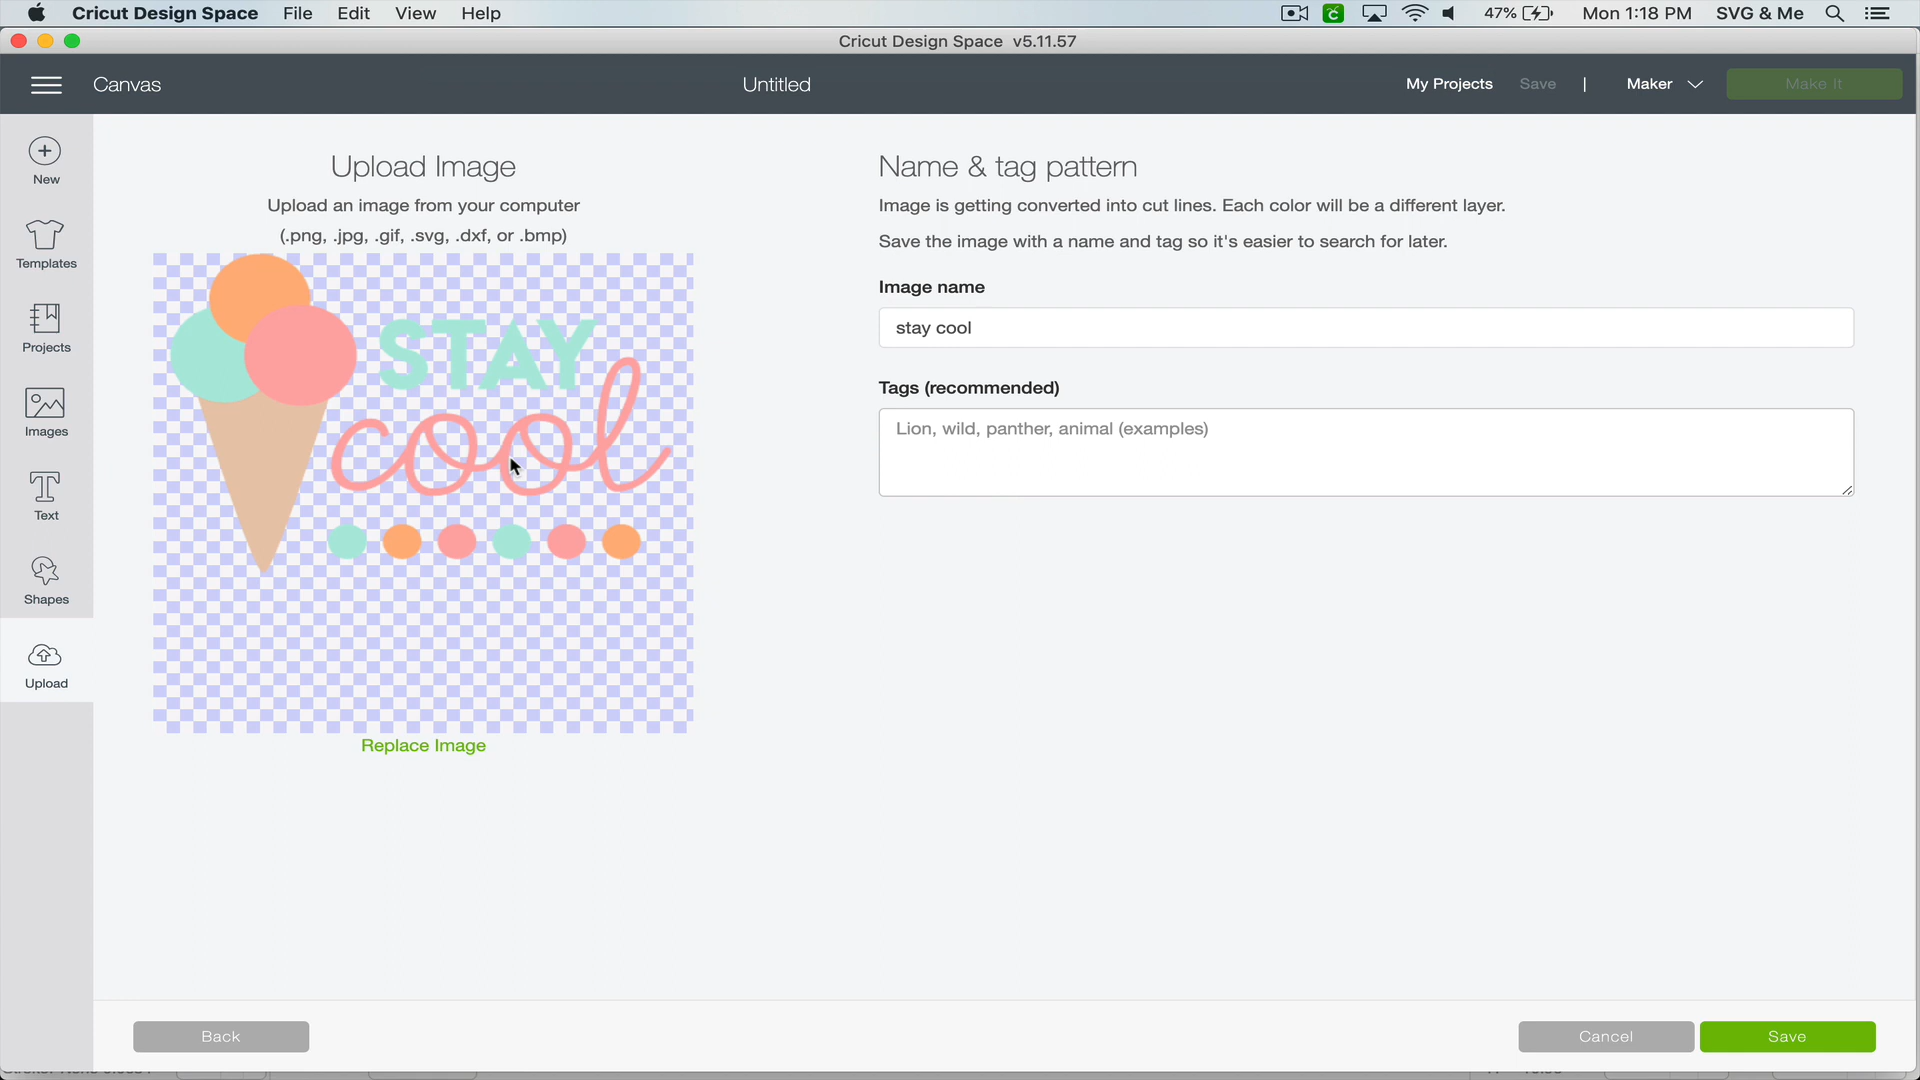 Cricut Design Space File Edit View Help
47% Mon 1:18 PM SVG & Me
Cricut Design Space v5.11.57
Canvas
Untitled
My Projects Save | Maker Make It
New
Templates
Projects
Images
Text
Shapes
Upload
Upload Image
Upload an image from your computer
(.png, .jpg, .gif, .svg, .dxf, or .bmp)
STAY
cool
Replace Image
Name & tag pattern
Image is getting converted into cut lines. Each color will be a different layer.
Save the image with a name and tag so it's easier to search for later.
Image name
stay cool
Tags (recommended)
Lion, wild, panther, animal (examples)
Back
Cancel
Save